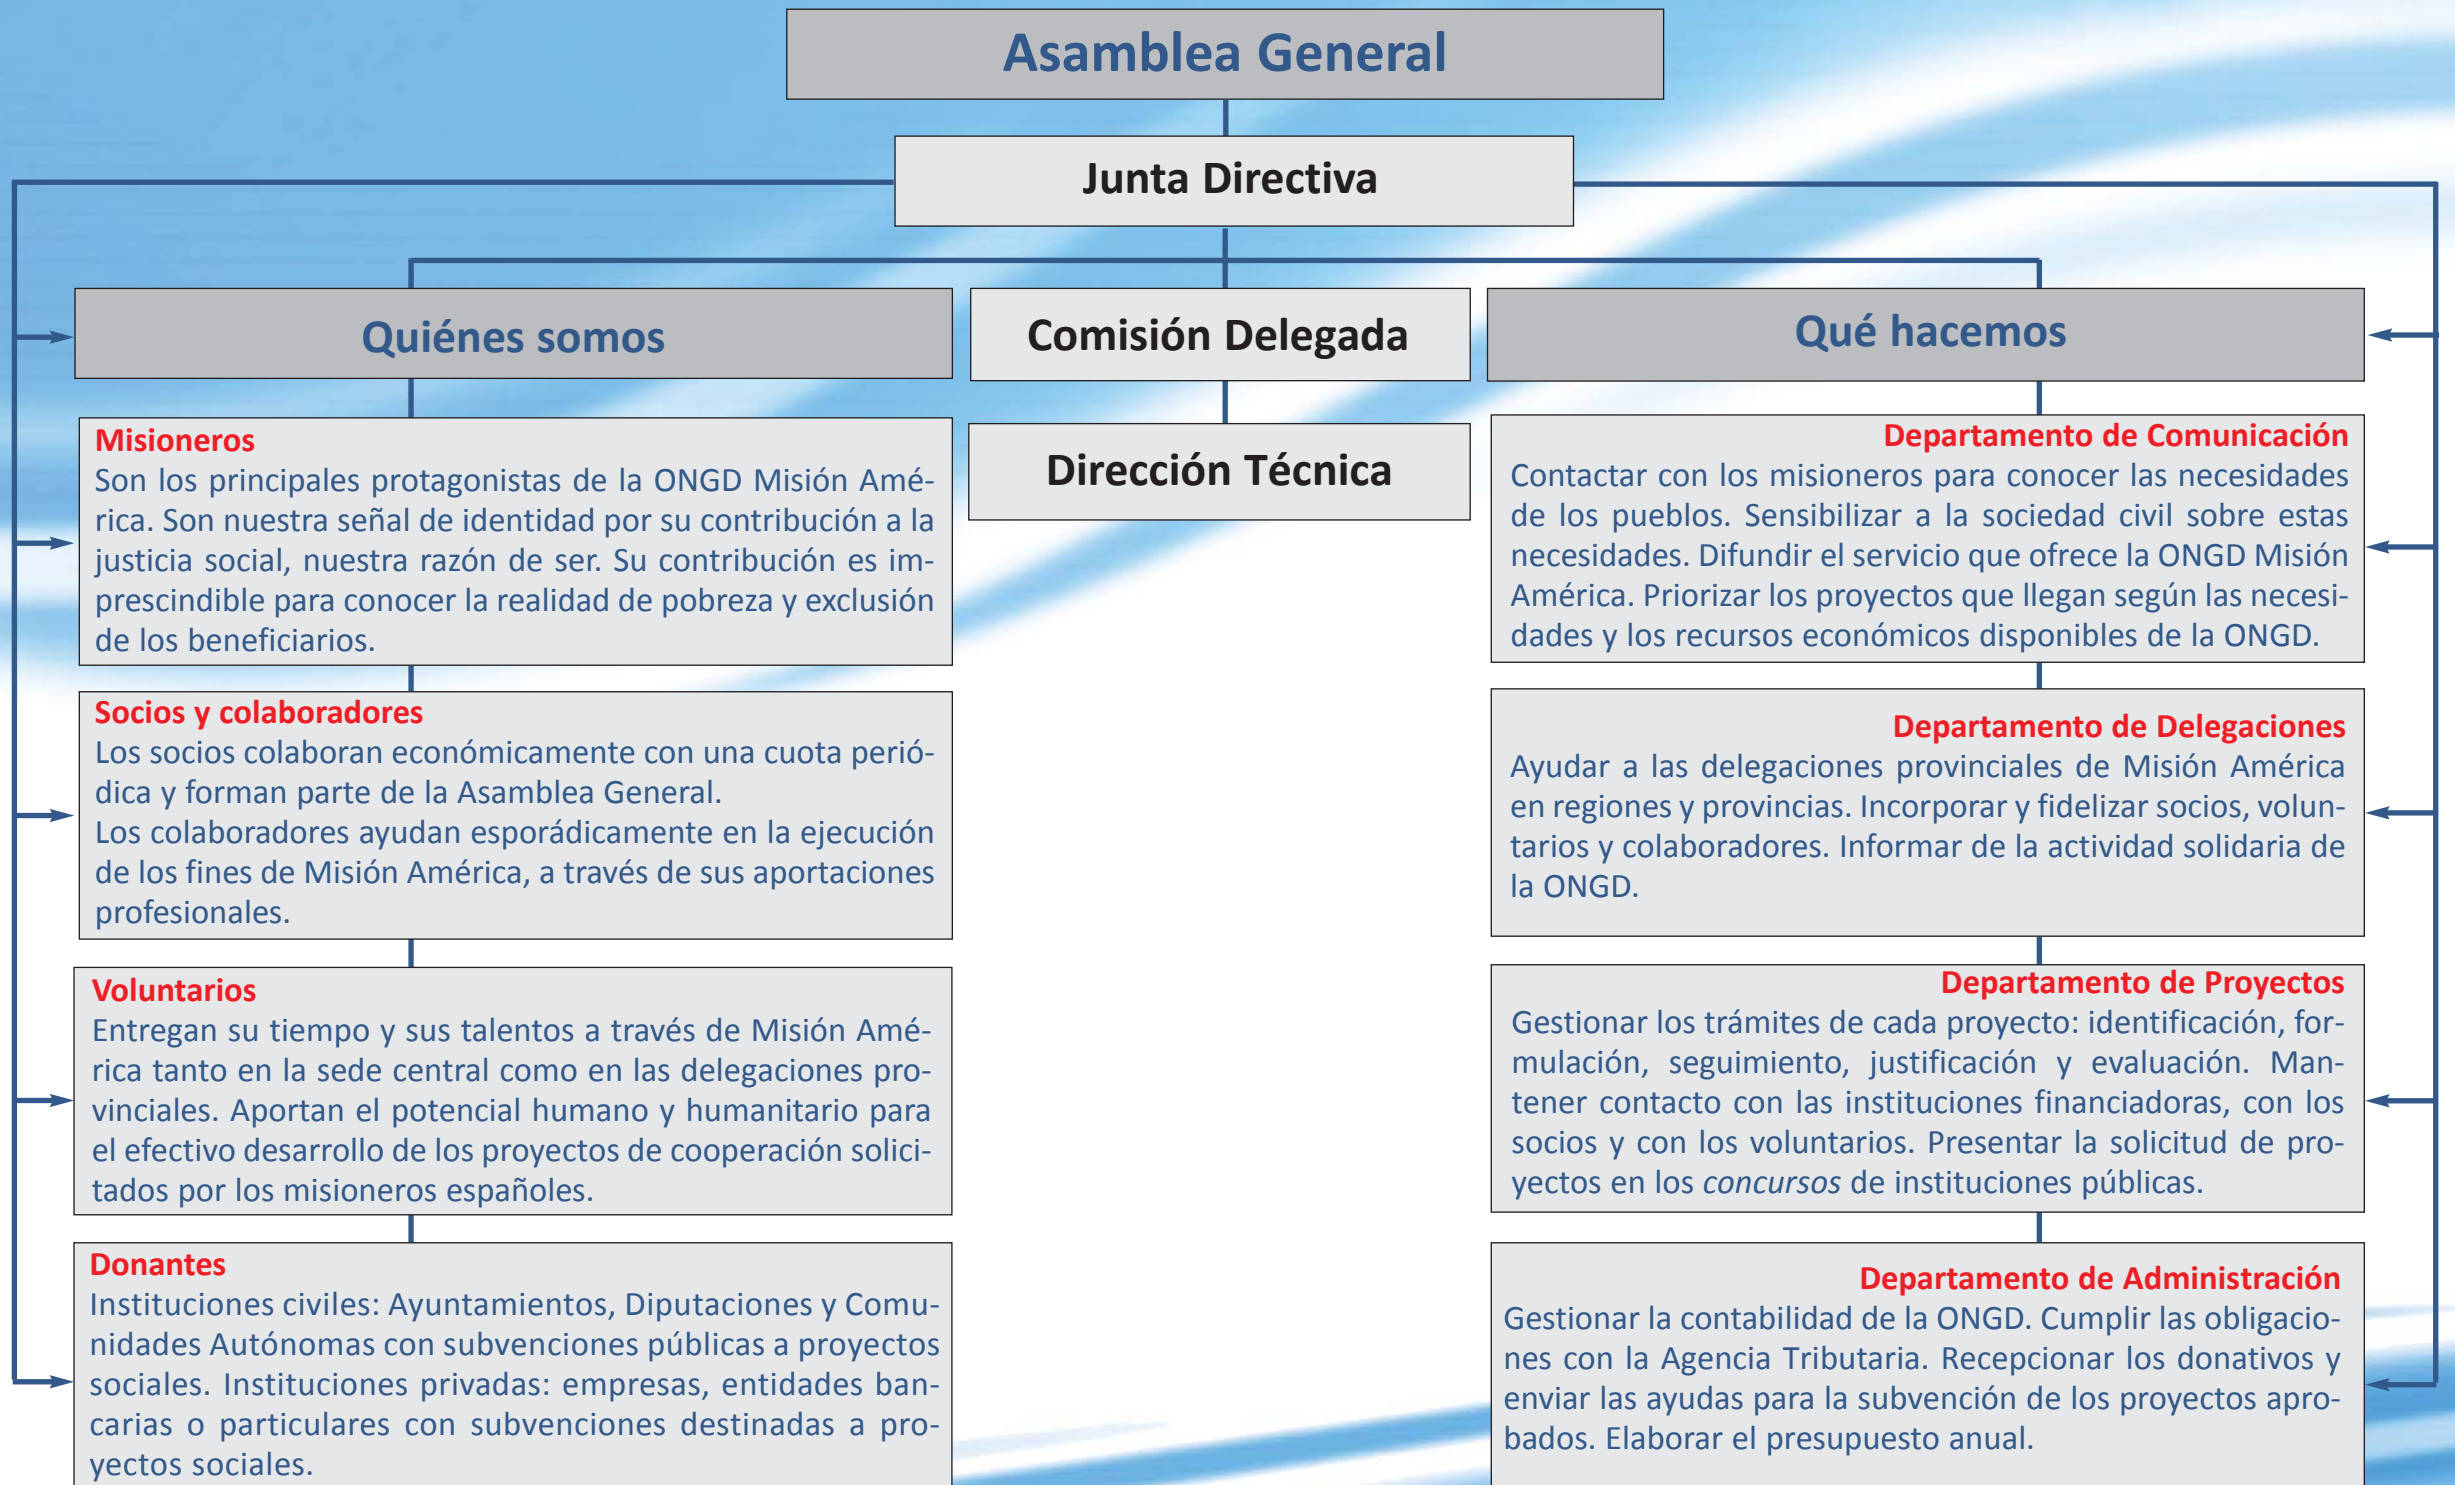 Asamblea General
Junta Directiva
Quiénes somos
Comisión Delegada
Qué hacemos
Dirección Técnica
Misioneros
Son los principales protagonistas de la ONGD Misión Amé-
rica. Son nuestra señal de identidad por su contribución a la
justicia social, nuestra razón de ser. Su contribución es im-
prescindible para conocer la realidad de pobreza y exclusión
de los beneficiarios.
Socios y colaboradores
Los socios colaboran económicamente con una cuota perió-
dica y forman parte de la Asamblea General.
Los colaboradores ayudan esporádicamente en la ejecución
de los fines de Misión América, a través de sus aportaciones
profesionales.
Voluntarios
Entregan su tiempo y sus talentos a través de Misión Amé-
rica tanto en la sede central como en las delegaciones pro-
vinciales. Aportan el potencial humano y humanitario para
el efectivo desarrollo de los proyectos de cooperación solici-
tados por los misioneros españoles.
Donantes
Instituciones civiles: Ayuntamientos, Diputaciones y Comu-
nidades Autónomas con subvenciones públicas a proyectos
sociales. Instituciones privadas: empresas, entidades ban-
carias o particulares con subvenciones destinadas a pro-
yectos sociales.
Departamento de Comunicación
Contactar con los misioneros para conocer las necesidades
de los pueblos. Sensibilizar a la sociedad civil sobre estas
necesidades. Difundir el servicio que ofrece la ONGD Misión
América. Priorizar los proyectos que llegan según las necesi-
dades y los recursos económicos disponibles de la ONGD.
Departamento de Delegaciones
Ayudar a las delegaciones provinciales de Misión América
en regiones y provincias. Incorporar y fidelizar socios, volun-
tarios y colaboradores. Informar de la actividad solidaria de
la ONGD.
Departamento de Proyectos
Gestionar los trámites de cada proyecto: identificación, for-
mulación, seguimiento, justificación y evaluación. Man-
tener contacto con las instituciones financiadoras, con los
socios y con los voluntarios. Presentar la solicitud de pro-
yectos en los concursos de instituciones públicas.
Departamento de Administración
Gestionar la contabilidad de la ONGD. Cumplir las obligacio-
nes con la Agencia Tributaria. Recepcionar los donativos y
enviar las ayudas para la subvención de los proyectos apro-
bados. Elaborar el presupuesto anual.